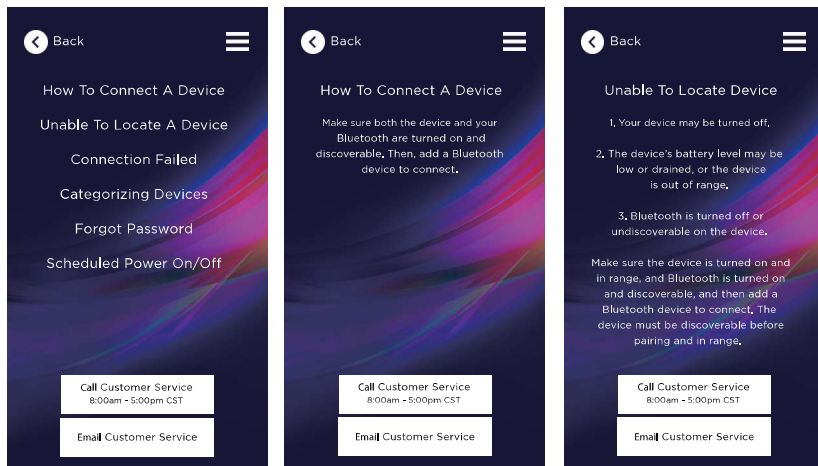 Back
How To Connect A Device
Unable To Locate A Device
Connection Failed
Categorizing Devices
Forgot Password
Scheduled Power On/Off
Call Customer Service
8:00am - 5:00pm CST
Email Customer Service
Back
How To Connect A Device
Make sure both the device and your
Bluetooth are turned on and
discoverable. Then, add a Bluetooth
device to connect.
Call Customer Service
8:00am - 5:00pm CST
Email Customer Service
Back
Unable To Locate Device
1. Your device may be turned off.
2. The device's battery level may be
low or drained, or the device
is out of range.
3. Bluetooth is turned off or
undiscoverable on the device.
Make sure the device is turned on and
in range, and Bluetooth is turned on
and discoverable, and then add a
Bluetooth device to connect. The
device must be discoverable before
pairing and in range.
Call Customer Service
8:00am - 5:00pm CST
Email Customer Service